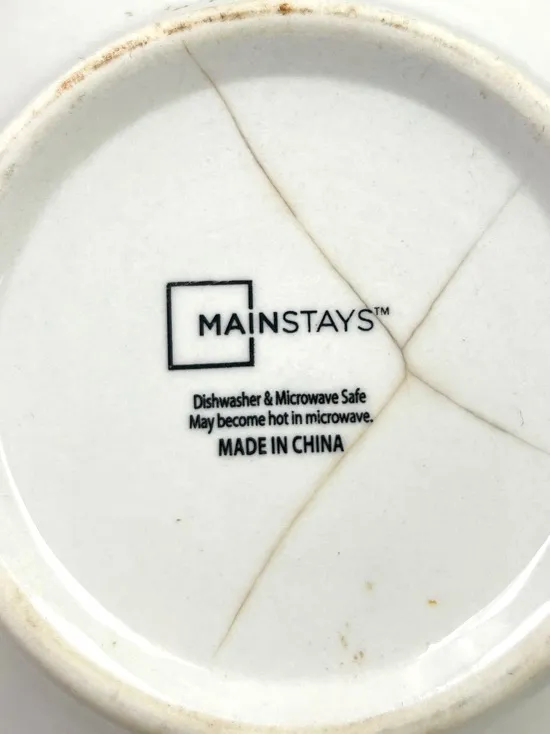 MAINSTAYS™
Dishwasher & Microwave Safe
May become hot in microwave.
MADE IN CHINA